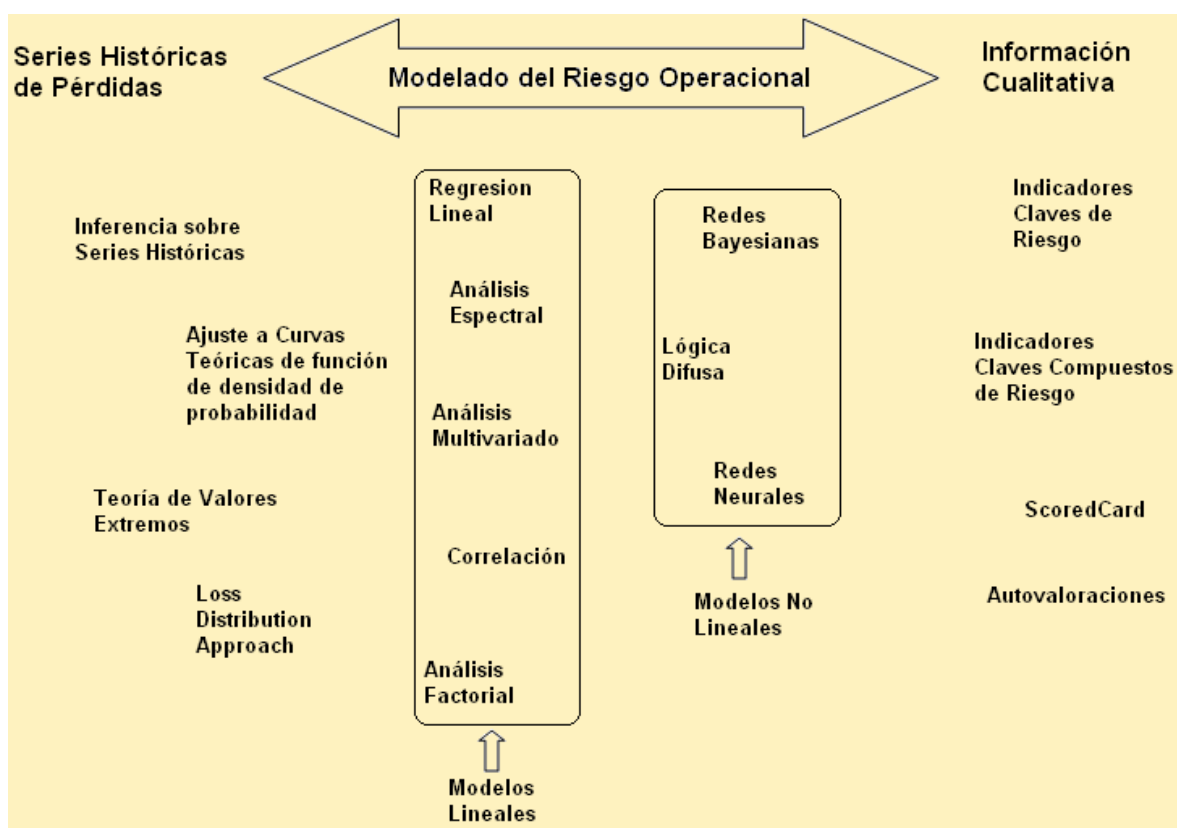 Series Históricas
de Pérdidas
Modelado del Riesgo Operacional
Información
Cualitativa
Inferencia sobre
Series Históricas
Ajuste a Curvas
Teóricas de función
de densidad de
probabilidad
Teoría de Valores
Extremos
Loss
Distribution
Approach
Regresion
Lineal
Análisis
Espectral
Análisis
Multivariado
Correlación
Análisis
Factorial
Modelos
Lineales
Redes
Bayesianas
Lógica
Difusa
Redes
Neurales
Modelos No
Lineales
Indicadores
Claves de
Riesgo
Indicadores
Claves Compuestos
de Riesgo
ScoredCard
Autovaloraciones